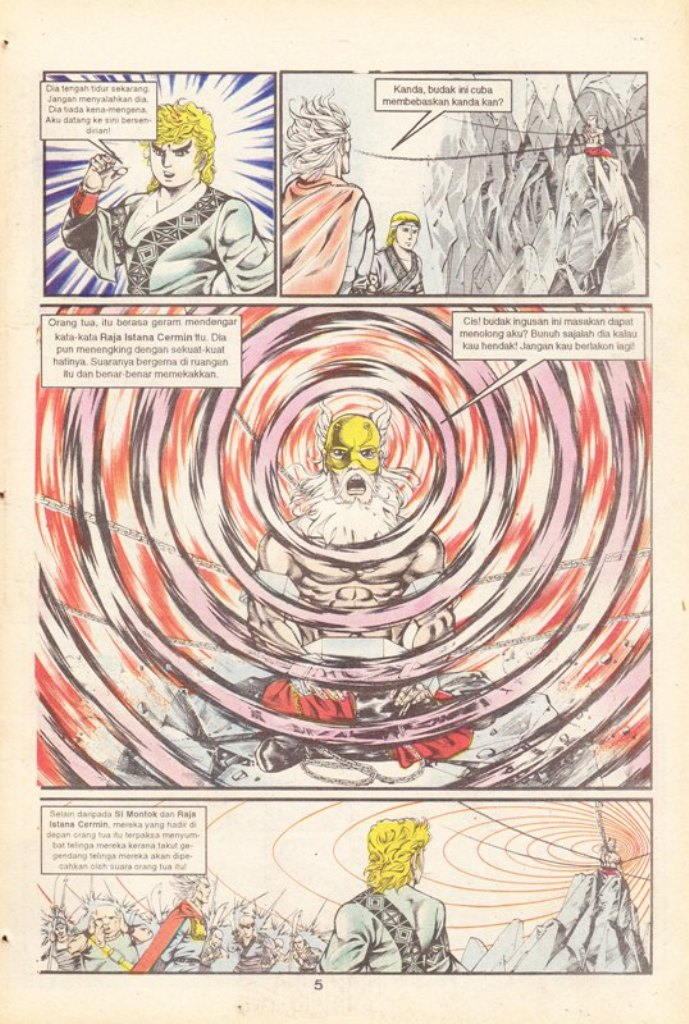 Dia tengah tidur sekarang.
Jangan menyalahkan dia.
Dia tiada kena-mengena.
Aku datang ke sini bersen-
dirian!
Kanda, budak ini cuba
membebaskan kanda kan?
Orang tua, itu berasa geram mendengar
kata-kata Raja Istana Cermin itu. Dia
pun menengking dengan sekuat-kuat
hatinya. Suaranya bergema di ruangan
itu dan benar-benar memekakkan.
Cis! budak ingusan ini masakan dapat
menolong aku? Bunuh sajalah dia kalau
kau hendak! Jangan kau berlakon lagi!
Selain daripada Si Montok dan Raja
Istana Cermin, mereka yang hadir di
depan orang tua itu terpaksa menyum-
bat telinga mereka kerana takut ge-
gendang telinga mereka akan dipe-
cahkan oleh suara orang tua itu!
5